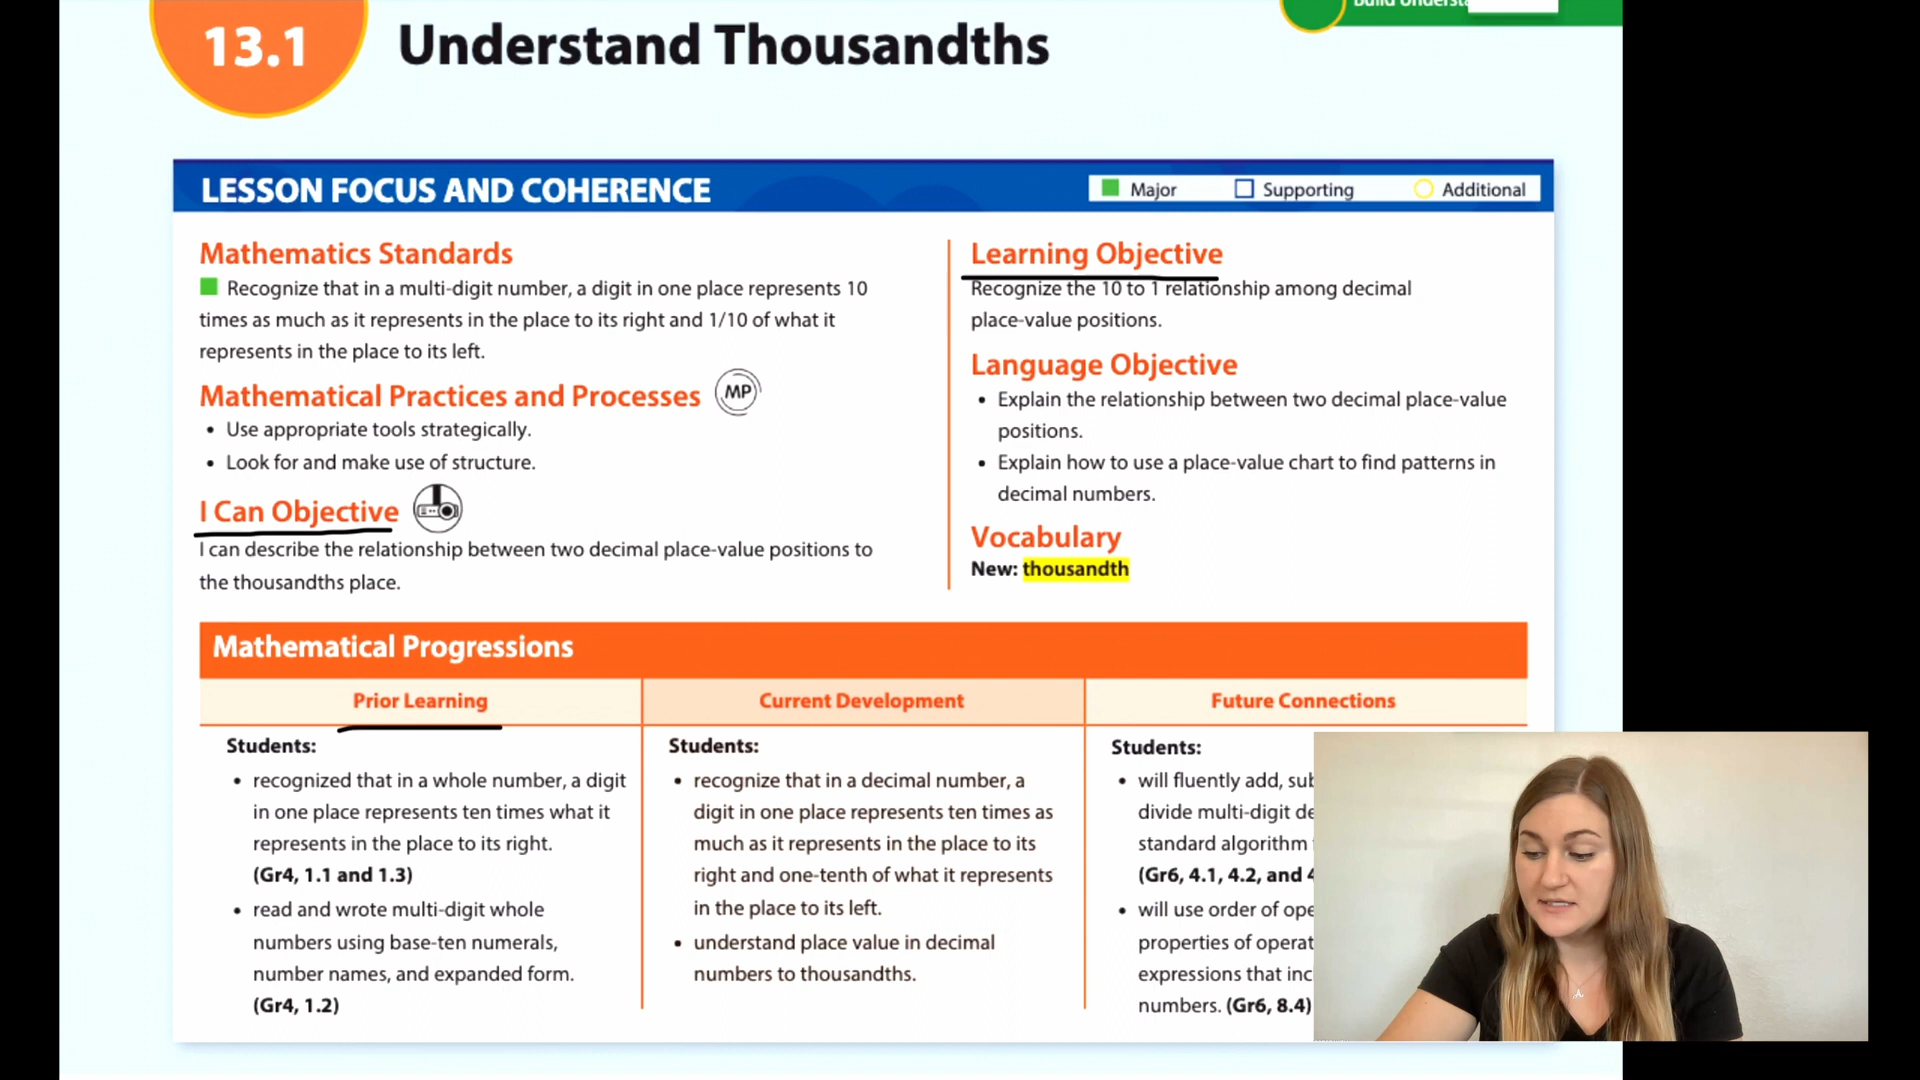 13.1
Understand Thousandths
Build
LESSON FOCUS AND COHERENCE
Major
Supporting
Additional
Mathematics Standards
Recognize that in a multi-digit number, a digit in one place represents 10
times as much as it represents in the place to its right and 1/10 of what it
represents in the place to its left.
Mathematical Practices and Processes
MP
• Use appropriate tools strategically.
• Look for and make use of structure.
I Can Objective
I can describe the relationship between two decimal place-value positions to
the thousandths place.
Learning Objective
Recognize the 10 to 1 relationship among decimal
place-value positions.
Language Objective
• Explain the relationship between two decimal place-value
positions.
• Explain how to use a place-value chart to find patterns in
decimal numbers.
Vocabulary
New: thousandth
Mathematical Progressions
Prior Learning
Current Development
Future Connections
Students:
• recognized that in a whole number, a digit
in one place represents ten times what it
represents in the place to its right.
(Gr4, 1.1 and 1.3)
• read and wrote multi-digit whole
numbers using base-ten numerals,
number names, and expanded form.
(Gr4, 1.2)
Students:
• recognize that in a decimal number, a
digit in one place represents ten times as
much as it represents in the place to its
right and one-tenth of what it represents
in the place to its left.
• understand place value in decimal
numbers to thousandths.
Students:
• will fluently add, sub
divide multi-digit de
standard algorithm
(Gr6, 4.1, 4.2, and 4
• will use order of ope
properties of operat
expressions that inc
numbers. (Gr6, 8.4)